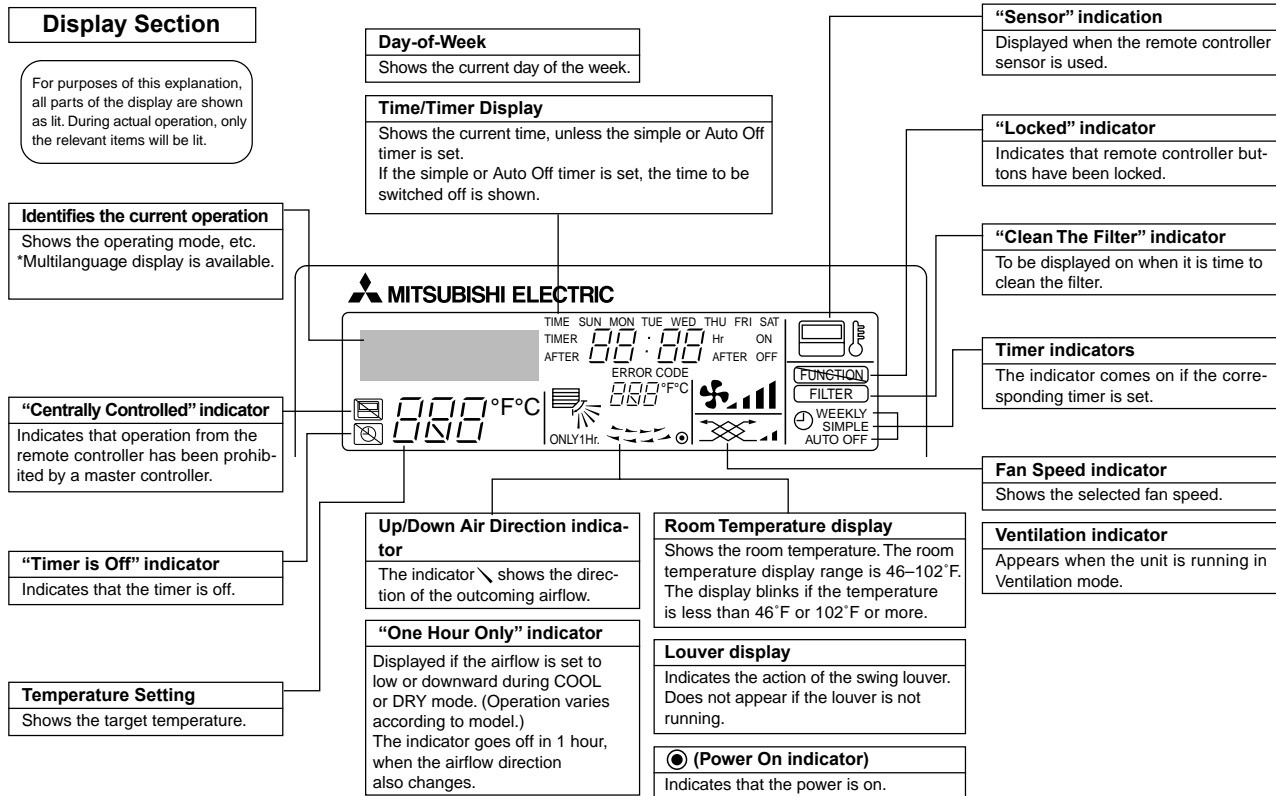 Display Section
For purposes of this explanation,
all parts of the display are shown
as lit. During actual operation, only
the relevant items will be lit.
Identifies the current operation
Shows the operating mode, etc.
*Multilanguage display is available.
“Centrally Controlled” indicator
Indicates that operation from the
remote controller has been prohib-
ited by a master controller.
“Timer is Off” indicator
Indicates that the timer is off.
Temperature Setting
Shows the target temperature.
Day-of-Week
Shows the current day of the week.
Time/Timer Display
Shows the current time, unless the simple or Auto Off
timer is set.
If the simple or Auto Off timer is set, the time to be
switched off is shown.
MITSUBISHI ELECTRIC
TIME SUN MON TUE WED THU FRI SAT
TIMER 88:88 Hr ON
AFTER AFTER OFF
ERROR CODE
°F°C
°F°C
ONLY1Hr.
FUNCTION
FILTER
WEEKLY
SIMPLE
AUTO OFF
Up/Down Air Direction indica-
tor
The indicator shows the direc-
tion of the outcoming airflow.
“One Hour Only” indicator
Displayed if the airflow is set to
low or downward during COOL
or DRY mode. (Operation varies
according to model.)
The indicator goes off in 1 hour,
when the airflow direction
also changes.
Room Temperature display
Shows the room temperature. The room
temperature display range is 46–102˚F.
The display blinks if the temperature
is less than 46˚F or 102˚F or more.
Louver display
Indicates the action of the swing louver.
Does not appear if the louver is not
running.
(Power On indicator)
Indicates that the power is on.
“Sensor” indication
Displayed when the remote controller
sensor is used.
“Locked” indicator
Indicates that remote controller but-
tons have been locked.
“Clean The Filter” indicator
To be displayed on when it is time to
clean the filter.
Timer indicators
The indicator comes on if the corre-
sponding timer is set.
Fan Speed indicator
Shows the selected fan speed.
Ventilation indicator
Appears when the unit is running in
Ventilation mode.